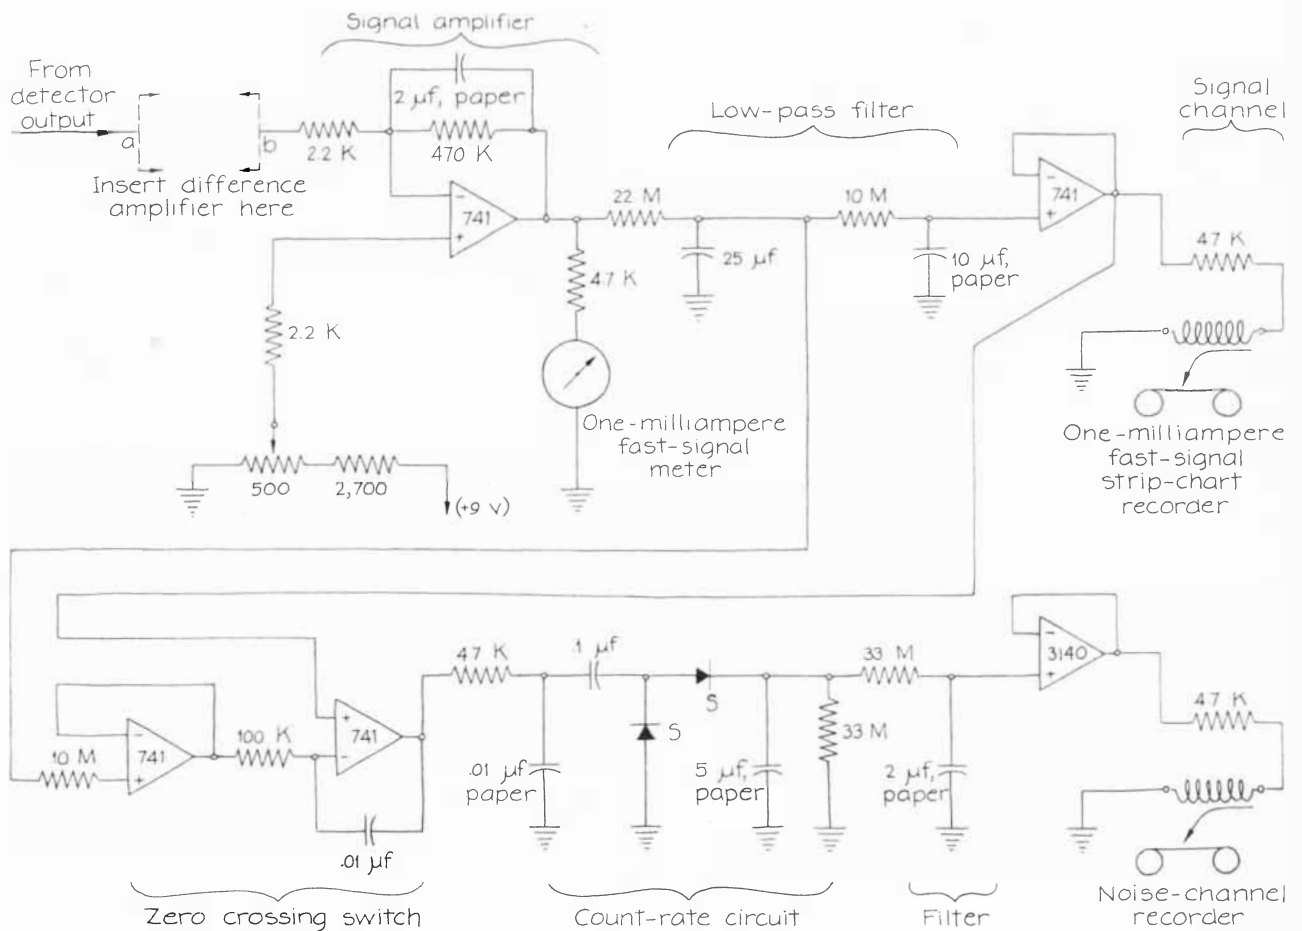 Signal amplifier
From
detector
output
a
b
2 µf, paper
2.2 K
470 K
Insert difference
amplifier here
741
−
+
2.2 K
500
2,700
(+9 v)
4.7 K
One-milliampere
fast-signal
meter
Low-pass filter
22 M
25 µf
10 M
10 µf,
paper
−
741
+
Signal
channel
47 K
One-milliampere
fast-signal
strip-chart
recorder
10 M
−
741
+
100 K
+
741
−
.01 µf
Zero crossing switch
47 K
.01 µf
paper
.1 µf
S
S
5 µf,
paper
33 M
33 M
2 µf,
paper
Count-rate circuit
Filter
−
3140
+
47 K
Noise-channel
recorder